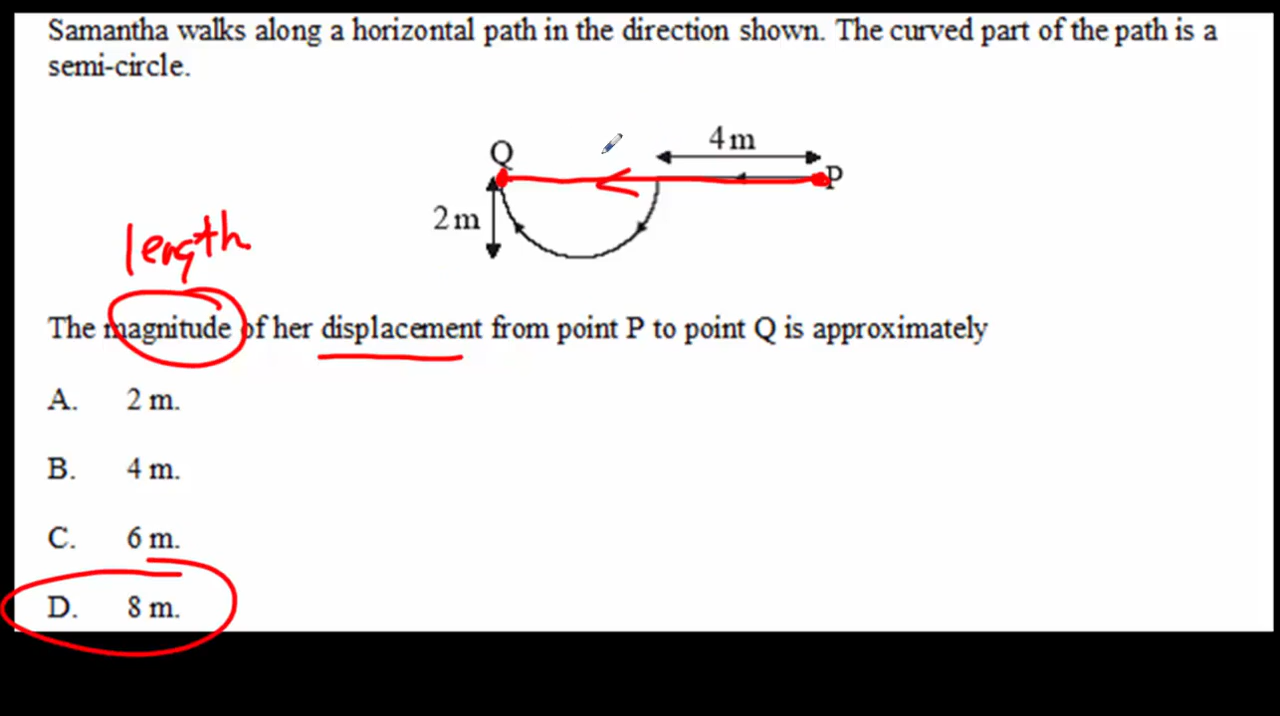 Samantha walks along a horizontal path in the direction shown. The curved part of the path is a
semi-circle.
4 m
Q
P
2 m
length
The magnitude of her displacement from point P to point Q is approximately
A. 2 m.
B. 4 m.
C. 6 m.
D. 8 m.